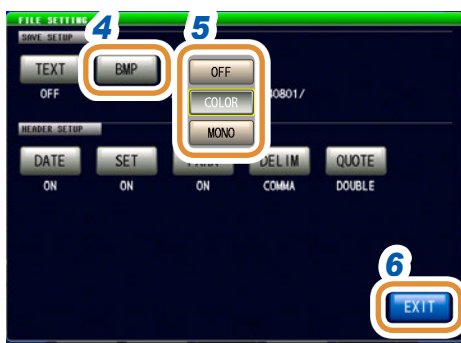 FILE SETTING
SAVE SETUP
4
5
TEXT
BMP
OFF
OFF
COLOR
MONO
40801/
HEADER SETUP
DATE
SET
DELIM
QUOTE
ON
ON
ON
COMMA
DOUBLE
6
EXIT